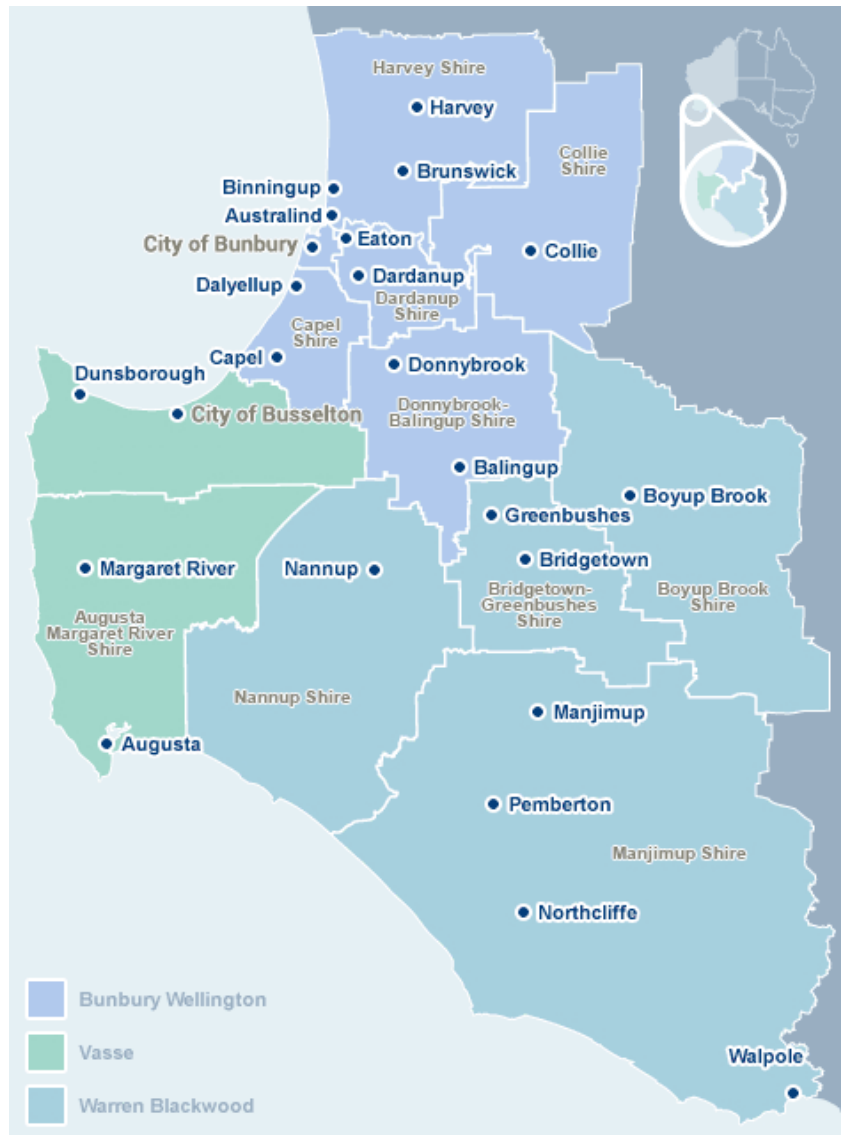 Harvey Shire
Harvey
Collie
Shire
Brunswick
Binningup
Australind
City of Bunbury
Eaton
Collie
Dardanup
Dalyellup
Dardanup
Shire
Capel
Shire
Capel
Donnybrook
Dunsborough
City of Busselton
Donnybrook-
Balingup Shire
Balingup
Boyup Brook
Greenbushes
Bridgetown
Margaret River
Nannup
Bridgetown-
Greenbushes
Shire
Boyup Brook
Shire
Augusta
Margaret River
Shire
Nannup Shire
Manjimup
Augusta
Pemberton
Manjimup Shire
Northcliffe
Bunbury Wellington
Vasse
Walpole
Warren Blackwood